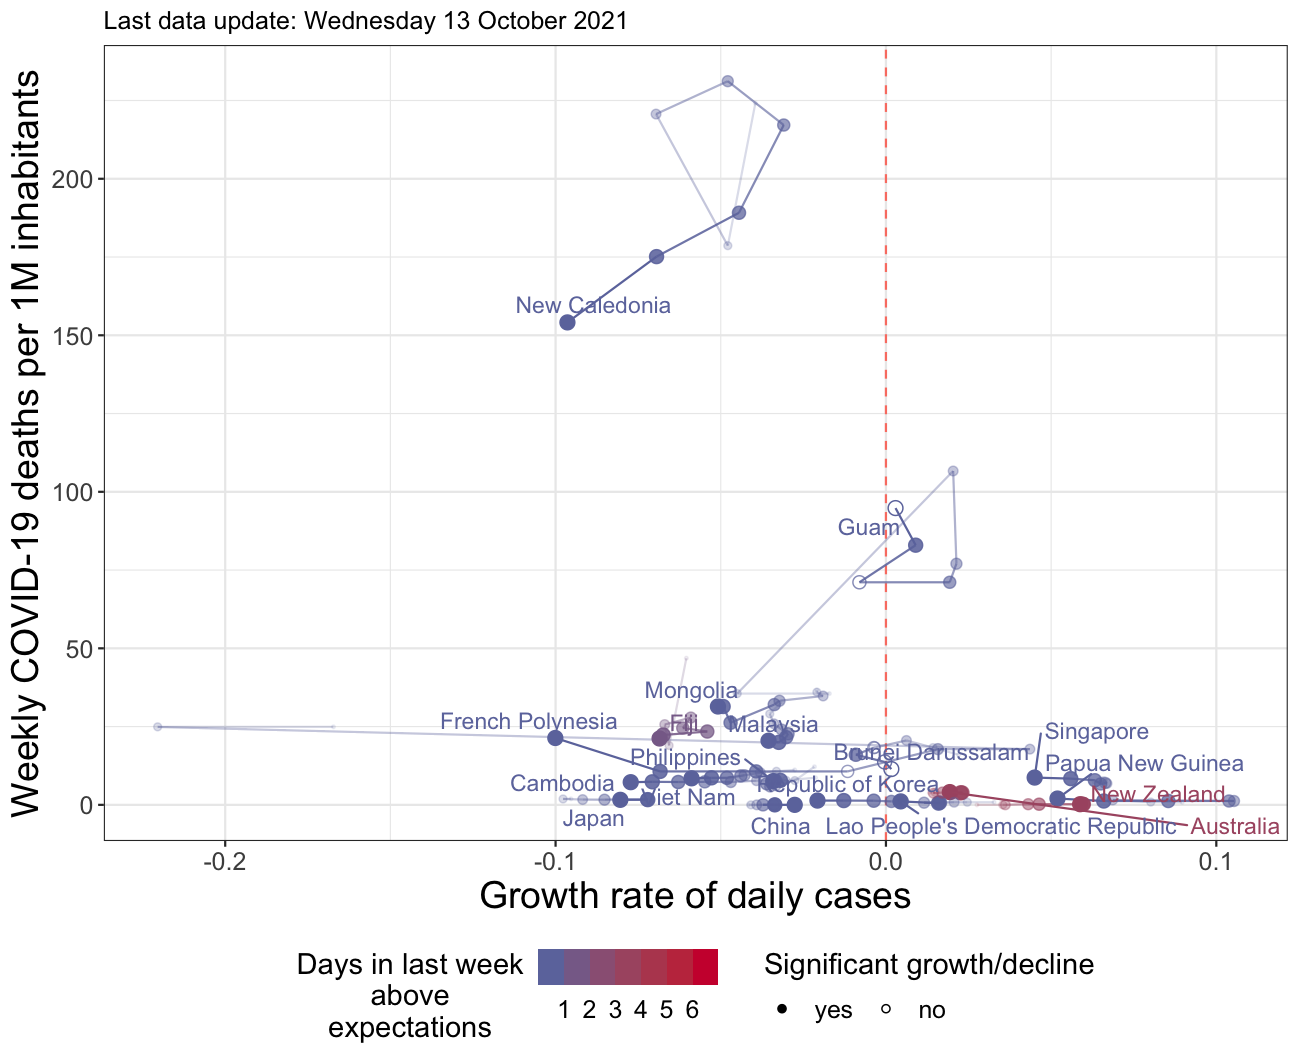 Last data update: Wednesday 13 October 2021
Weekly COVID-19 deaths per 1M inhabitants
200
150
100
50
0
New Caledonia
Guam
Mongolia
French Polynesia
Fiji
Malaysia
Singapore
Philippines
Brunei Darussalam
Papua New Guinea
Cambodia
Republic of Korea
Viet Nam
New Zealand
Japan
China
Lao People's Democratic Republic
Australia
-0.2
-0.1
0.0
0.1
Growth rate of daily cases
Days in last week
above
expectations
1 2 3 4 5 6
Significant growth/decline
yes
no